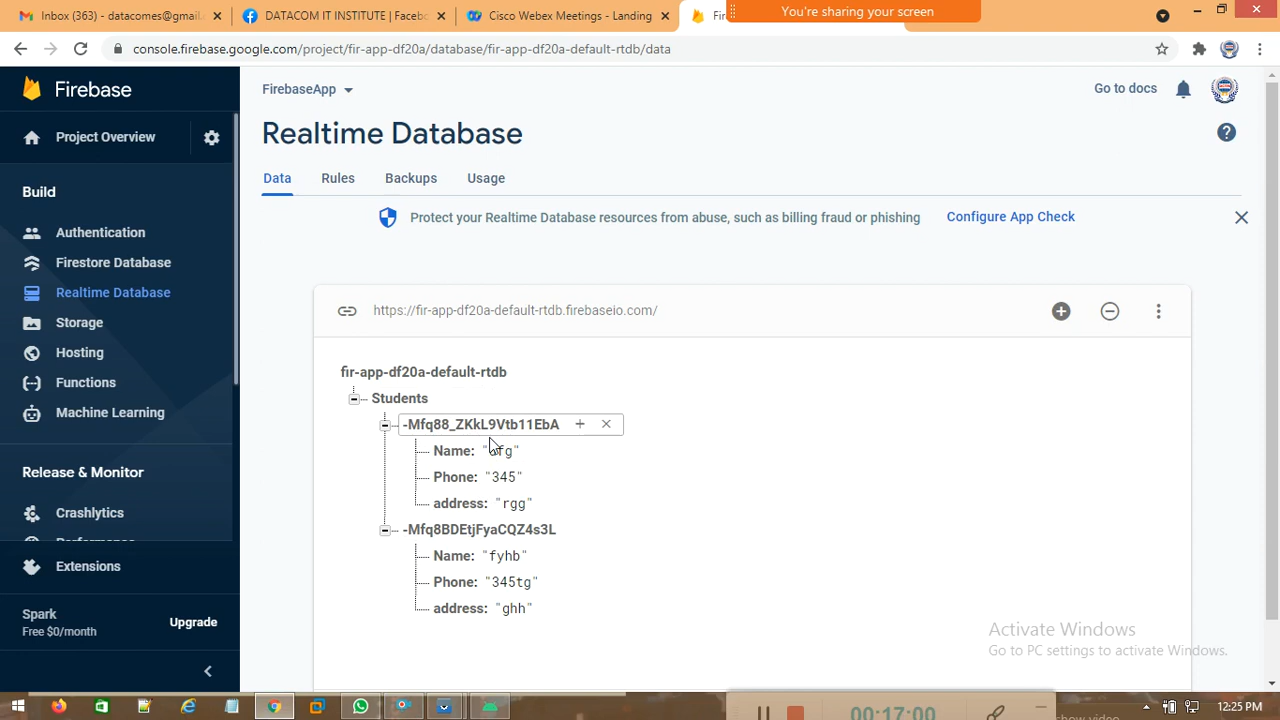 Inbox (363) - datacomes@gmail.
DATACOM IT INSTITUTE | Facebo
Cisco Webex Meetings - Landing
Fir
You're sharing your screen
console.firebase.google.com/project/fir-app-df20a/database/fir-app-df20a-default-rtdb/data
Firebase
FirebaseApp
Go to docs
Project Overview
Realtime Database
Data
Rules
Backups
Usage
Build
Protect your Realtime Database resources from abuse, such as billing fraud or phishing
Configure App Check
Authentication
Firestore Database
Realtime Database
Storage
Hosting
Functions
Machine Learning
Release & Monitor
Crashlytics
Performance
Extensions
Spark
Free $0/month
Upgrade
https://fir-app-df20a-default-rtdb.firebaseio.com/
fir-app-df20a-default-rtdb
Students
-Mfq88_ZKkL9Vtb11EbA
Name:
Phone: "345"
address: "rgg"
-Mfq8BDEtjFyaCQZ4s3L
Name: "fyhb"
Phone: "345tg"
address: "ghh"
Activate Windows
Go to PC settings to activate Windows.
00:17:00
show video
12:25 PM